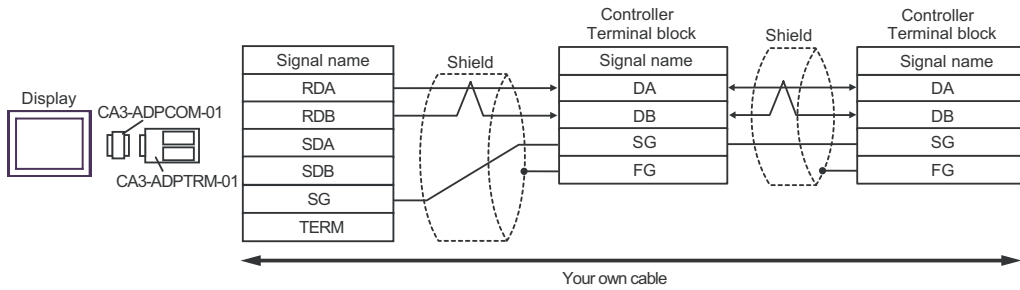 Display
CA3-ADPCOM-01
CA3-ADPTRM-01
Signal name
RDA
RDB
SDA
SDB
SG
TERM
Shield
Controller
Terminal block
Signal name
DA
DB
SG
FG
Shield
Controller
Terminal block
Signal name
DA
DB
SG
FG
Your own cable